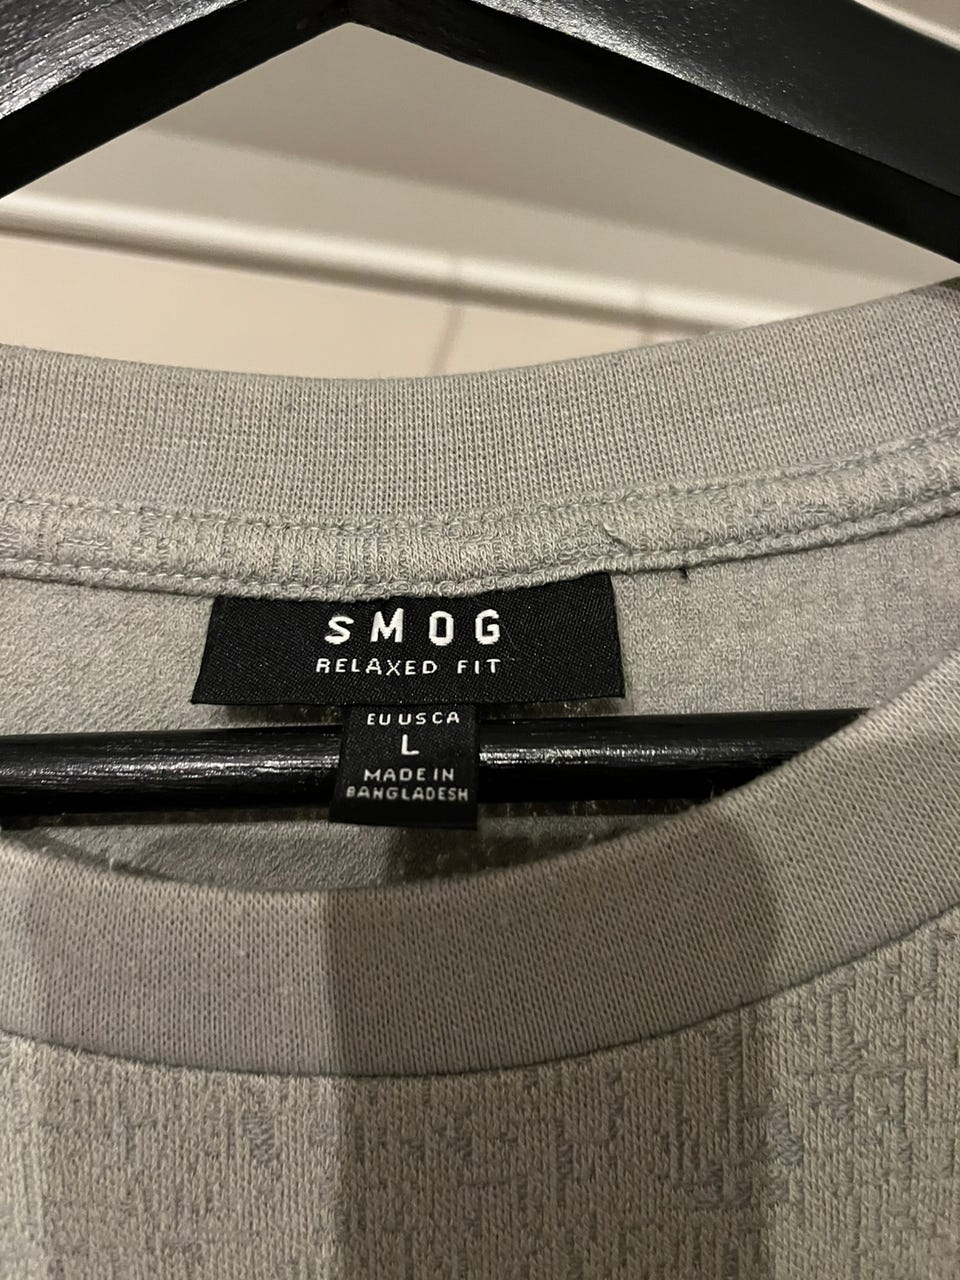 SMOG
RELAXED FIT
EU US CA
L
MADE IN
BANGLADESH